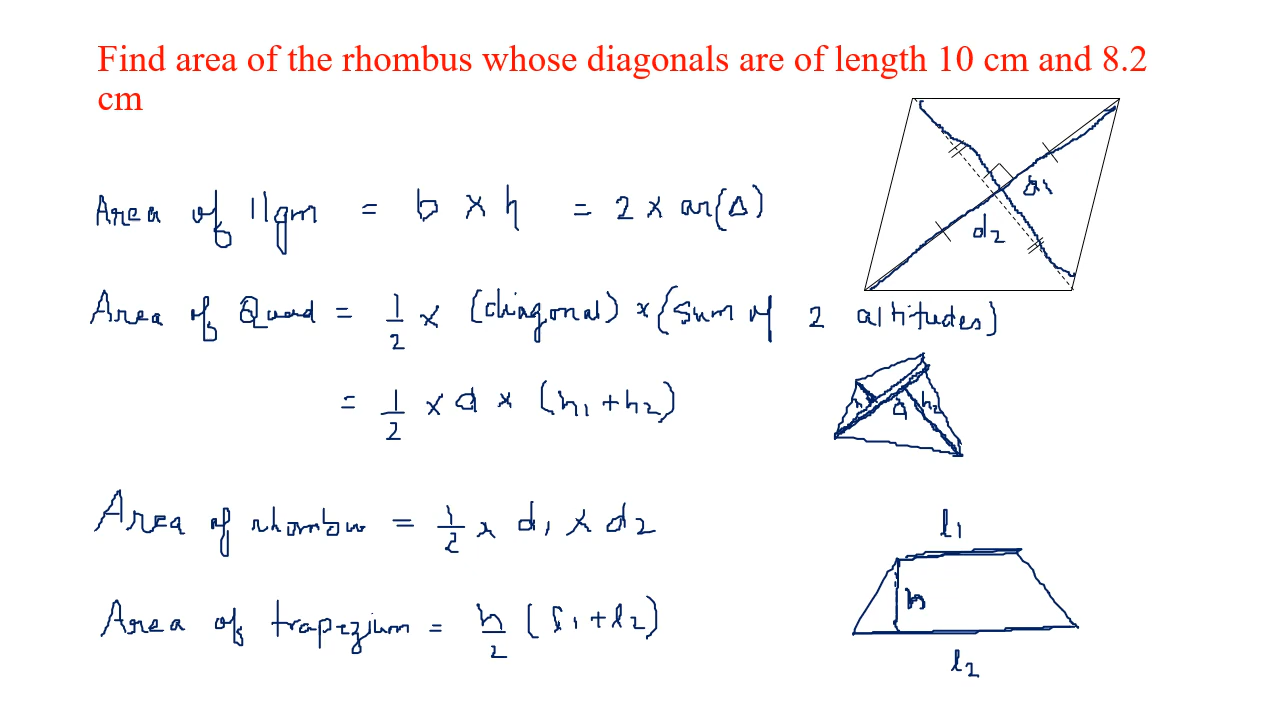 Find area of the rhombus whose diagonals are of length 10 cm and 8.2
cm
d1
d2
Area of ||gm = b × h = 2 × ar(Δ)
Area of Quad = 1/2 × (diagonal) × (sum of 2 altitudes)
= 1/2 × d × (h1 + h2)
d h2
Area of rhombus = 1/2 × d1 × d2
l1
Area of trapezium = h/2 (l1 + l2)
h
l2